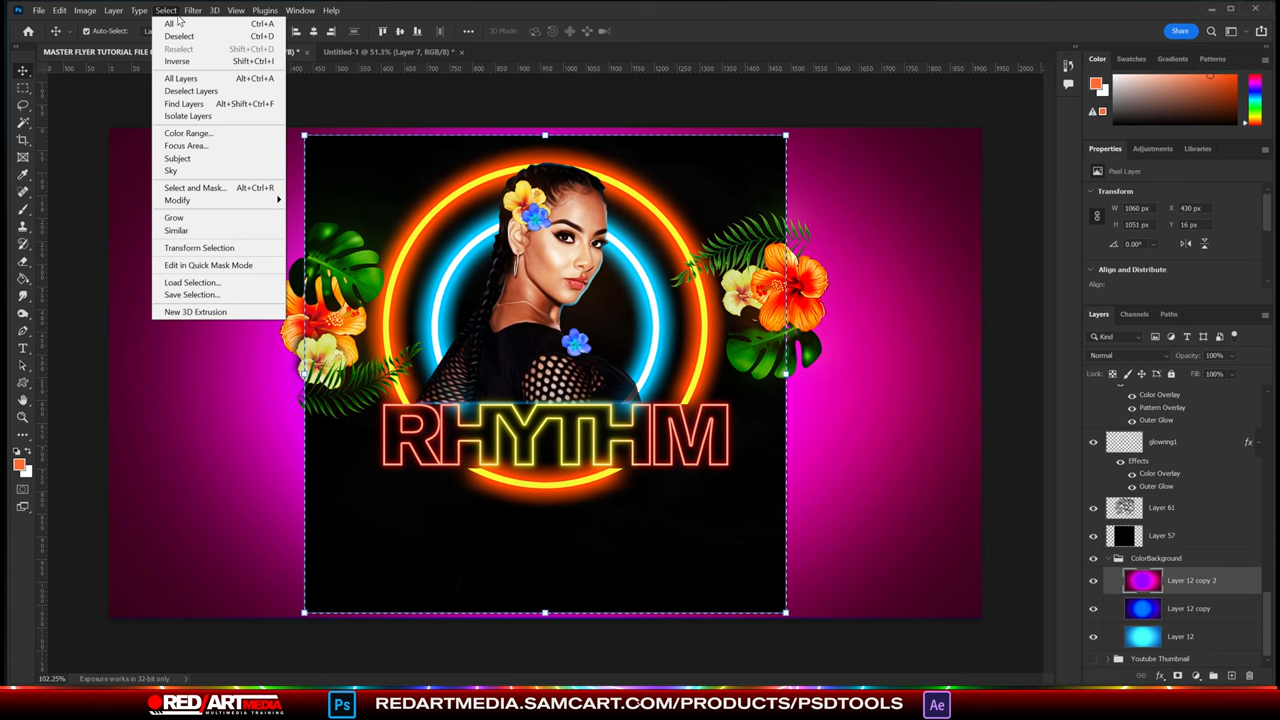 File Edit Image Layer Type Select Filter 3D View Plugins Window Help
Auto-Select: 3D Mode: Share
MASTER FLYER TUTORIAL FILE
Untitled-1 @ 51.3% (Layer 7, RGB/8) *
All Ctrl+A
Deselect Ctrl+D
Reselect Shift+Ctrl+D
Inverse Shift+Ctrl+I
All Layers Alt+Ctrl+A
Deselect Layers
Find Layers Alt+Shift+Ctrl+F
Isolate Layers
Color Range...
Focus Area...
Subject
Sky
Select and Mask... Alt+Ctrl+R
Modify
Grow
Similar
Transform Selection
Edit in Quick Mask Mode
Load Selection...
Save Selection...
New 3D Extrusion
RHYTHM
Color Swatches Gradients Patterns
Properties Adjustments Libraries
Pixel Layer
Transform
W 1060 px X 430 px
H 1051 px Y 16 px
0.00°
Align and Distribute
Align:
Layers Channels Paths
Kind
Normal Opacity: 100%
Lock: Fill: 100%
Color Overlay
Pattern Overlay
Outer Glow
glowring1 fx
Effects
Color Overlay
Outer Glow
Layer 61
Layer 57
ColorBackground
Layer 12 copy 2
Layer 12 copy
Layer 12
Youtube Thumbnail
102.25% Exposure works in 32-bit only
RED/ART MEDIA
MULTIMEDIA TRAINING
Ps
REDARTMEDIA.SAMCART.COM/PRODUCTS/PSDTOOLS
Ae